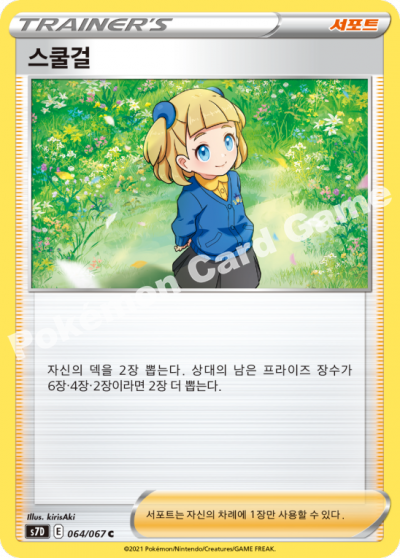 TRAINER'S 서포트
스쿨걸
Pokémon Card Game
자신의 덱을 2장 뽑는다. 상대의 남은 프라이즈 장수가
6장·4장·2장이라면 2장 더 뽑는다.
Illus. kirisAki
s7D E 064/067 C
서포트는 자신의 차례에 1장만 사용할 수 있다.
©2021 Pokémon/Nintendo/Creatures/GAME FREAK.